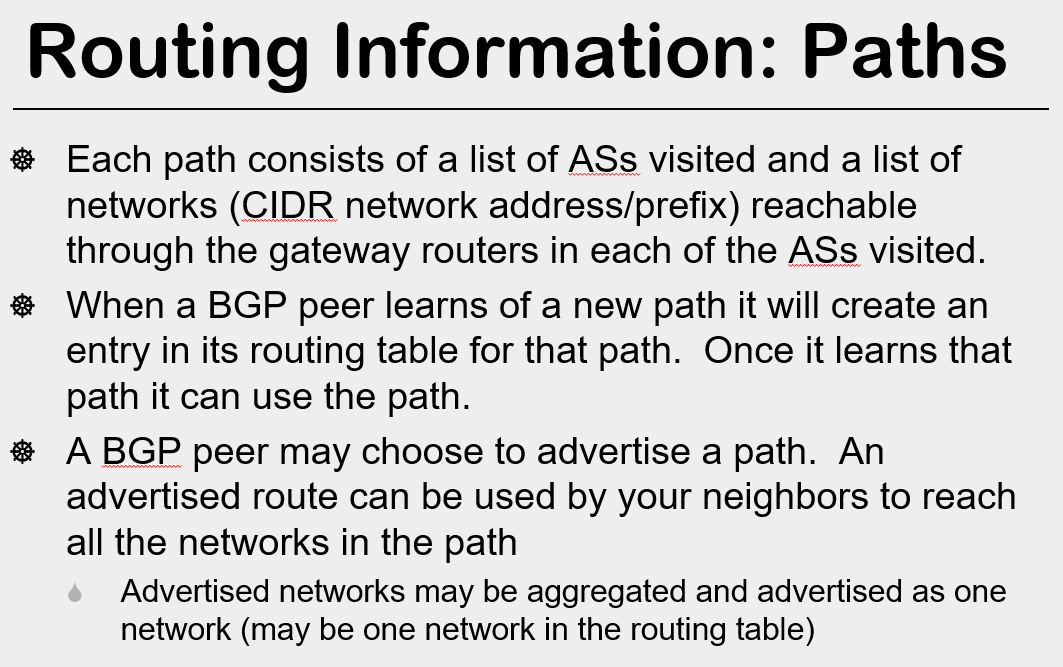 Routing Information: Paths
Each path consists of a list of ASs visited and a list of
networks (CIDR network address/prefix) reachable
through the gateway routers in each of the ASs visited.
When a BGP peer learns of a new path it will create an
entry in its routing table for that path.  Once it learns that
path it can use the path.
A BGP peer may choose to advertise a path.  An
advertised route can be used by your neighbors to reach
all the networks in the path
Advertised networks may be aggregated and advertised as one
network (may be one network in the routing table)